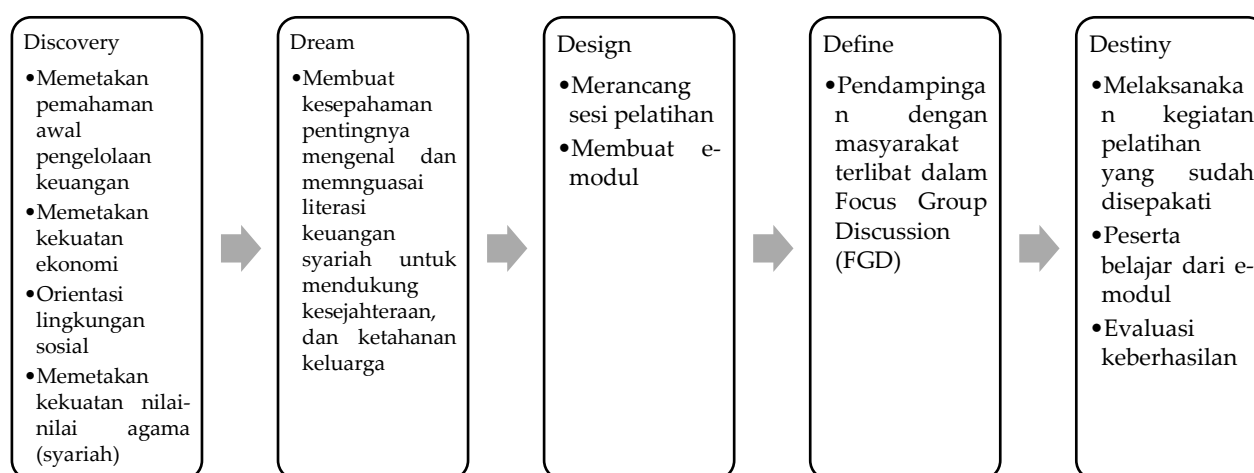 Discovery
•Memetakan
pemahaman
awal
pengelolaan
keuangan
•Memetakan
kekuatan
ekonomi
•Orientasi
lingkungan
sosial
•Memetakan
kekuatan nilai-
nilai agama
(syariah)
Dream
•Membuat
kesepahaman
pentingnya
mengenal dan
memnguasai
literasi
keuangan
syariah untuk
mendukung
kesejahteraan,
dan ketahanan
keluarga
Design
•Merancang
sesi pelatihan
•Membuat e-
modul
Define
•Pendampinga
n dengan
masyarakat
terlibat dalam
Focus Group
Discussion
(FGD)
Destiny
•Melaksanaka
n kegiatan
pelatihan
yang sudah
disepakati
•Peserta
belajar dari e-
modul
•Evaluasi
keberhasilan